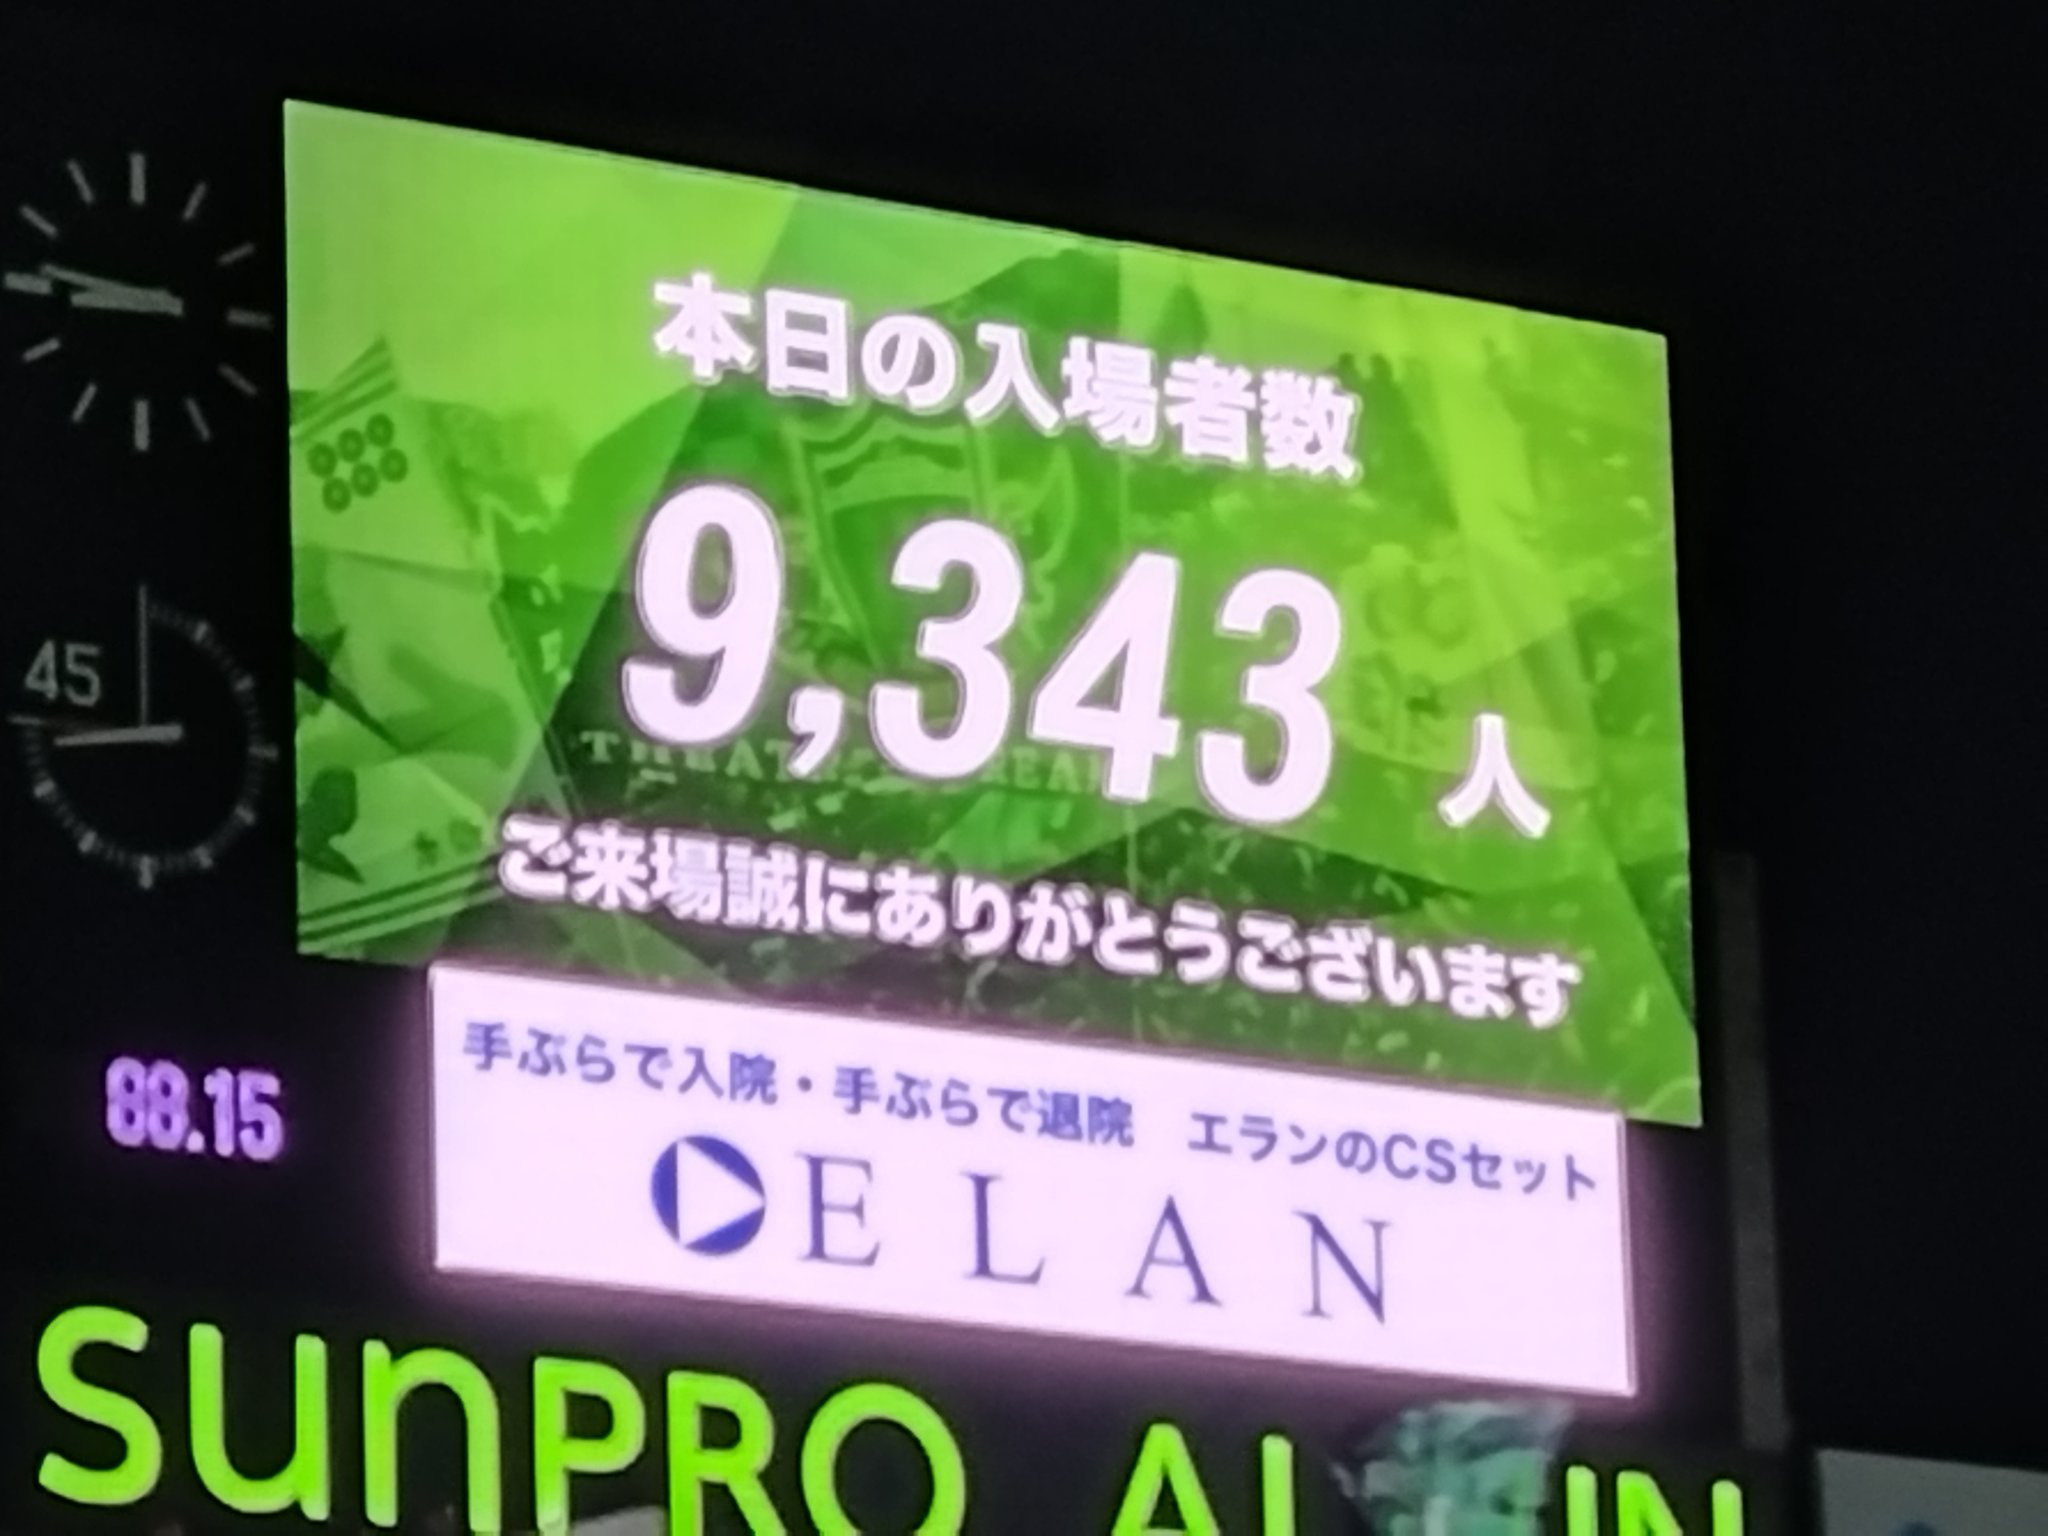 本日の入場者数
9,343 人
ご来場誠にありがとうございます
45
88.15
手ぶらで入院・手ぶらで退院 エランのCSセット
ELAN
sunPRO